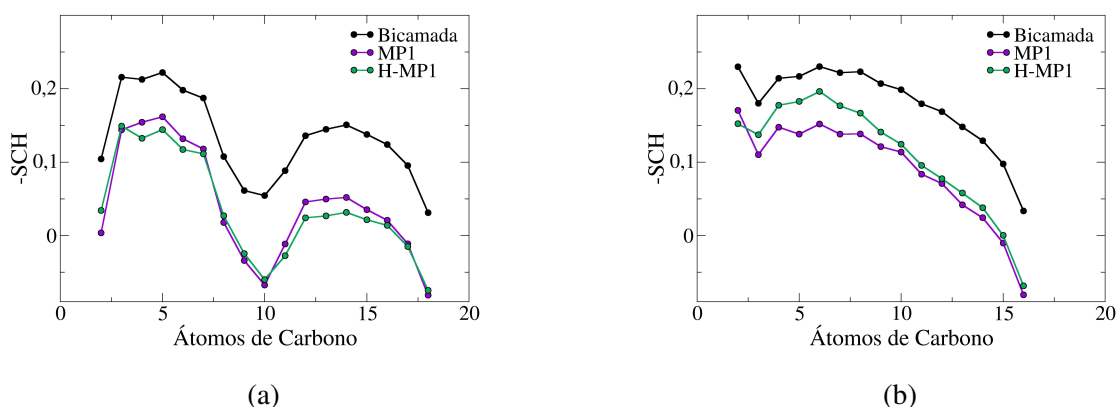 Bicamada
MP1
H-MP1
0,2
0,1
0
-SCH
0 5 10 15 20
Átomos de Carbono
(a)
Bicamada
MP1
H-MP1
0,2
0,1
0
-SCH
0 5 10 15 20
Átomos de Carbono
(b)